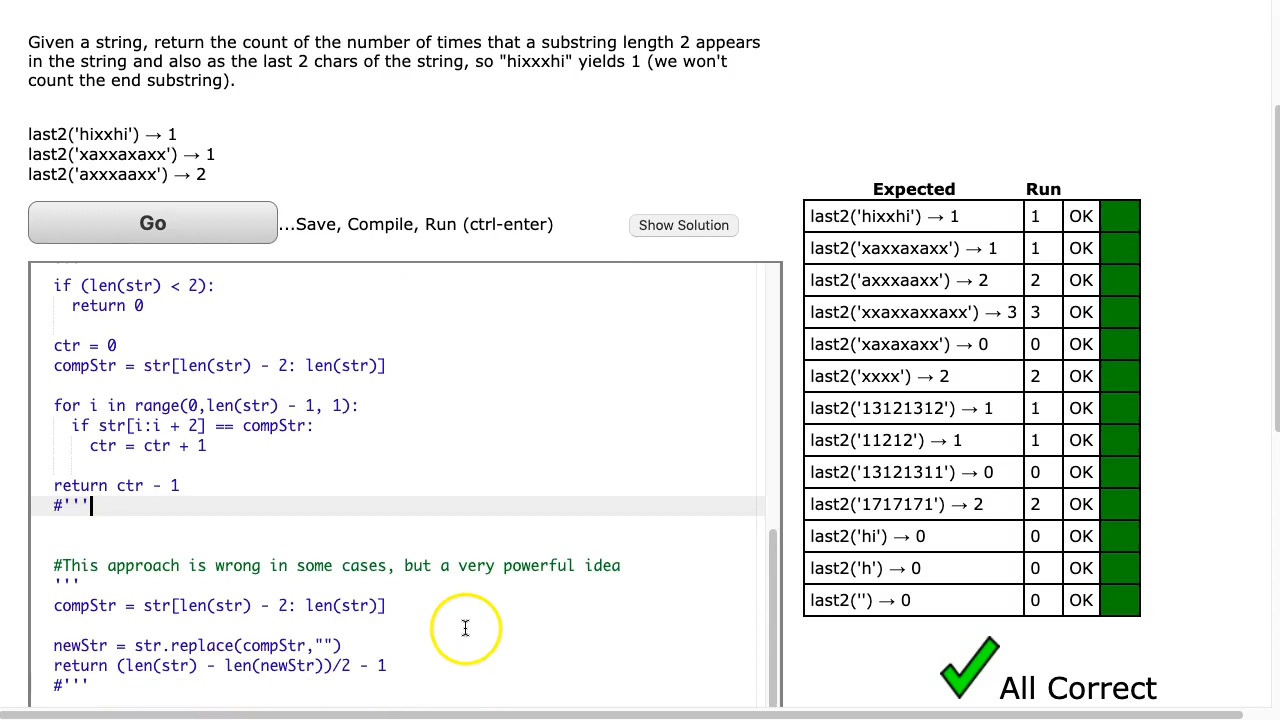 Given a string, return the count of the number of times that a substring length 2 appears
in the string and also as the last 2 chars of the string, so "hixxxhi" yields 1 (we won't
count the end substring).
last2('hixxhi') → 1
last2('xaxxaxaxx') → 1
last2('axxxaaxx') → 2
Go
...Save, Compile, Run (ctrl-enter)
Show Solution
if (len(str) < 2):
return 0
ctr = 0
compStr = str[len(str) - 2: len(str)]
for i in range(0,len(str) - 1, 1):
if str[i:i + 2] == compStr:
ctr = ctr + 1
return ctr - 1
#'''
#This approach is wrong in some cases, but a very powerful idea
'''
compStr = str[len(str) - 2: len(str)]
newStr = str.replace(compStr,"")
return (len(str) - len(newStr))/2 - 1
#'''
Expected Run
last2('hixxhi') → 1 1 OK
last2('xaxxaxaxx') → 1 1 OK
last2('axxxaaxx') → 2 2 OK
last2('xxaxxaxxaxx') → 3 3 OK
last2('xaxaxaxx') → 0 0 OK
last2('xxxx') → 2 2 OK
last2('13121312') → 1 1 OK
last2('11212') → 1 1 OK
last2('13121311') → 0 0 OK
last2('1717171') → 2 2 OK
last2('hi') → 0 0 OK
last2('h') → 0 0 OK
last2('') → 0 0 OK
All Correct